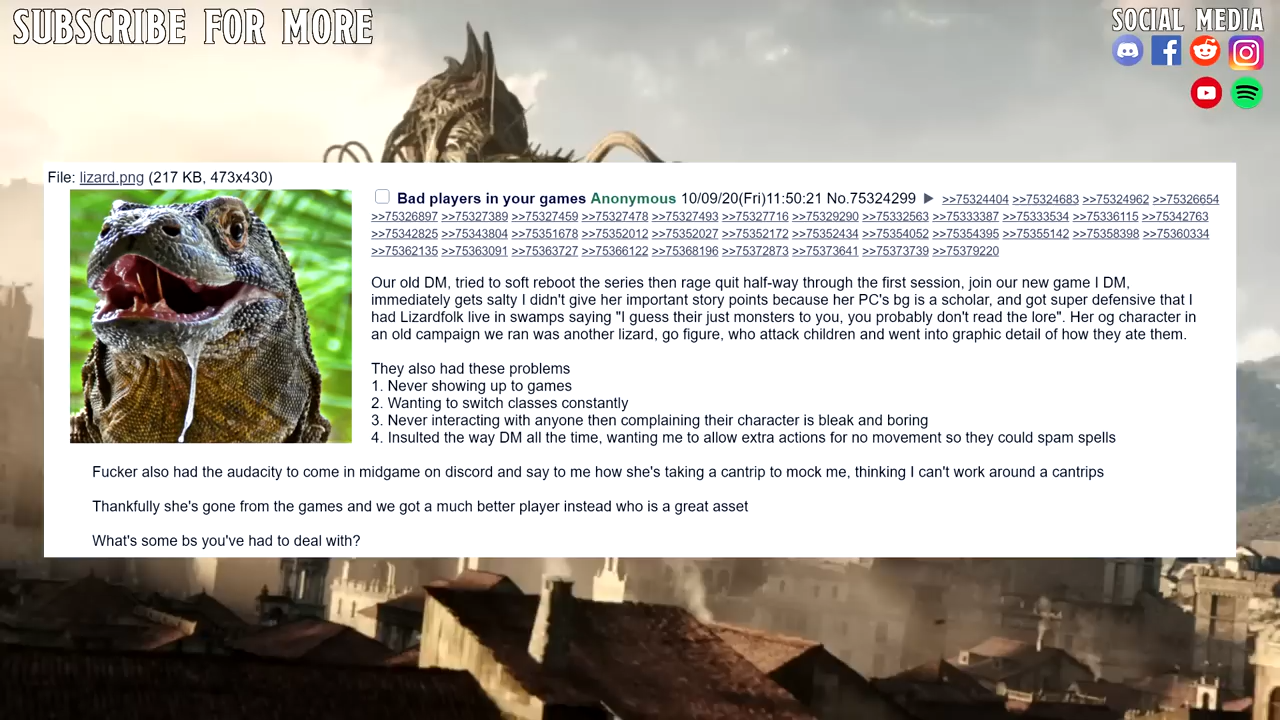 SUBSCRIBE FOR MORE
SOCIAL MEDIA
File: lizard.png (217 KB, 473x430)
Bad players in your games Anonymous 10/09/20(Fri)11:50:21 No.75324299 ▶ >>75324404 >>75324683 >>75324962 >>75326654
>>75326897 >>75327389 >>75327459 >>75327478 >>75327493 >>75327716 >>75329290 >>75332563 >>75333387 >>75333534 >>75336115 >>75342763
>>75342825 >>75343804 >>75351678 >>75352012 >>75352027 >>75352172 >>75352434 >>75354052 >>75354395 >>75355142 >>75358398 >>75360334
>>75362135 >>75363091 >>75363727 >>75366122 >>75368196 >>75372873 >>75373641 >>75373739 >>75379220
Our old DM, tried to soft reboot the series then rage quit half-way through the first session, join our new game I DM,
immediately gets salty I didn't give her important story points because her PC's bg is a scholar, and got super defensive that I
had Lizardfolk live in swamps saying "I guess their just monsters to you, you probably don't read the lore". Her og character in
an old campaign we ran was another lizard, go figure, who attack children and went into graphic detail of how they ate them.
They also had these problems
1. Never showing up to games
2. Wanting to switch classes constantly
3. Never interacting with anyone then complaining their character is bleak and boring
4. Insulted the way DM all the time, wanting me to allow extra actions for no movement so they could spam spells
Fucker also had the audacity to come in midgame on discord and say to me how she's taking a cantrip to mock me, thinking I can't work around a cantrips
Thankfully she's gone from the games and we got a much better player instead who is a great asset
What's some bs you've had to deal with?